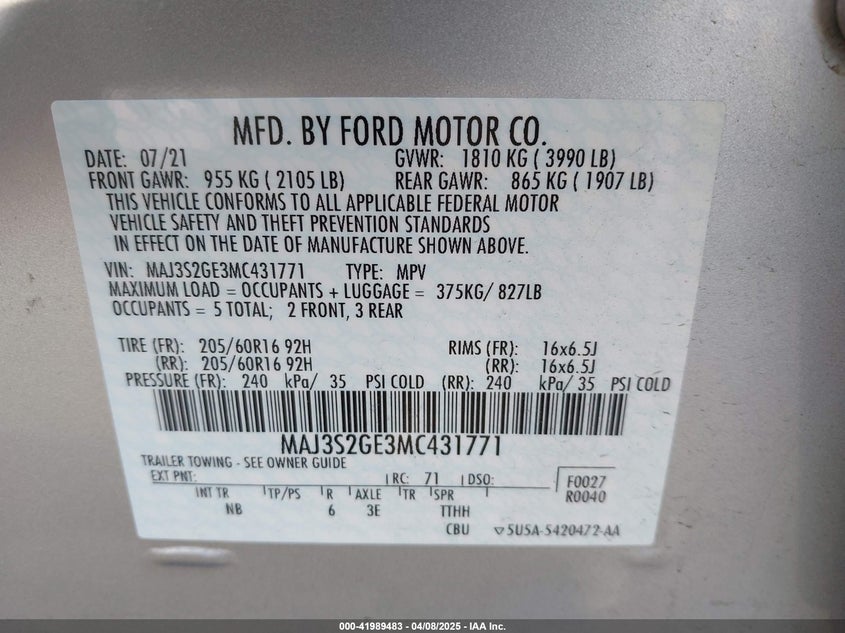 MFD. BY FORD MOTOR CO.
DATE: 07/21 GVWR: 1810 KG ( 3990 LB)
FRONT GAWR: 955 KG ( 2105 LB) REAR GAWR: 865 KG ( 1907 LB)
THIS VEHICLE CONFORMS TO ALL APPLICABLE FEDERAL MOTOR
VEHICLE SAFETY AND THEFT PREVENTION STANDARDS
IN EFFECT ON THE DATE OF MANUFACTURE SHOWN ABOVE.
VIN: MAJ3S2GE3MC431771 TYPE: MPV
MAXIMUM LOAD = OCCUPANTS + LUGGAGE = 375KG/ 827LB
OCCUPANTS = 5 TOTAL; 2 FRONT, 3 REAR
TIRE (FR): 205/60R16 92H RIMS (FR): 16x6.5J
(RR): 205/60R16 92H (RR): 16x6.5J
PRESSURE (FR): 240 kPa/ 35 PSI COLD (RR): 240 kPa/ 35 PSI COLD
MAJ3S2GE3MC431771
TRAILER TOWING - SEE OWNER GUIDE
EXT PNT: RC: 71 DSO: F0027
R0040
INT TR TP/PS R AXLE TR SPR
NB 6 3E TTHH
CBU 5U5A-5420472-AA
000-41989483 - 04/08/2025 - IAA Inc.